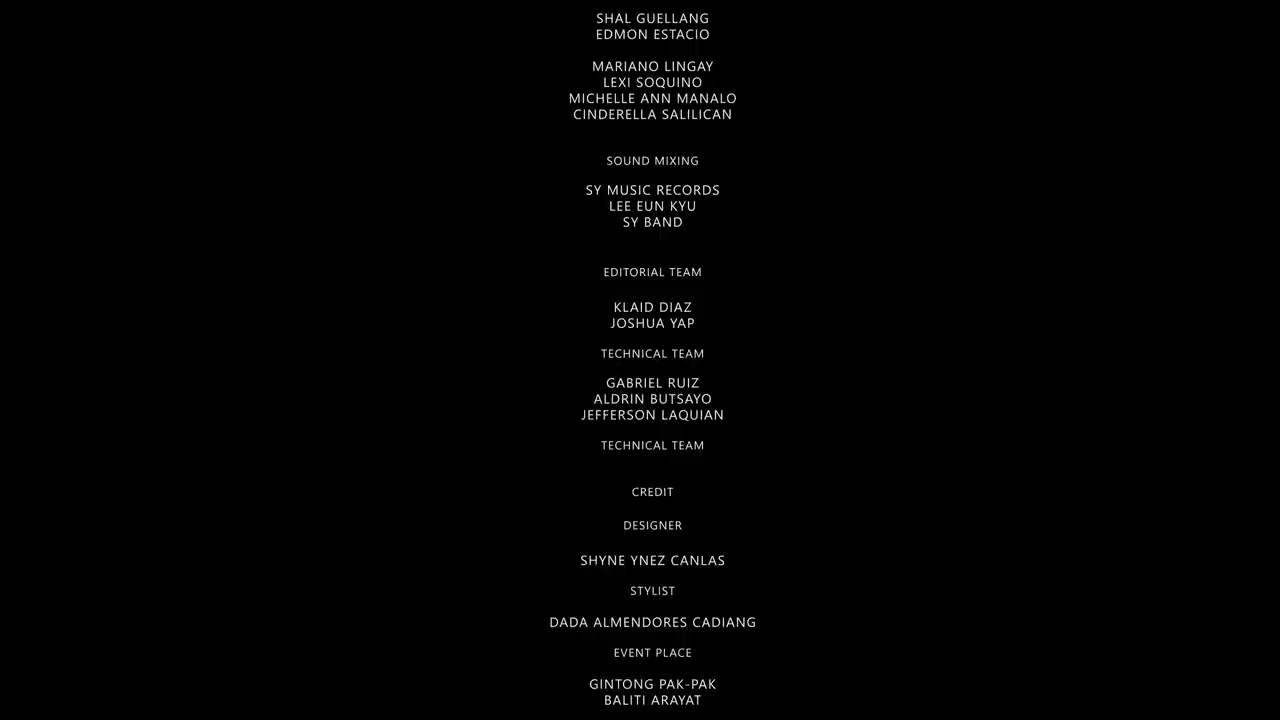 SHAL GUELLANG
EDMON ESTACIO
MARIANO LINGAY
LEXI SOQUINO
MICHELLE ANN MANALO
CINDERELLA SALILICAN
SOUND MIXING
SY MUSIC RECORDS
LEE EUN KYU
SY BAND
EDITORIAL TEAM
KLAID DIAZ
JOSHUA YAP
TECHNICAL TEAM
GABRIEL RUIZ
ALDRIN BUTSAYO
JEFFERSON LAQUIAN
TECHNICAL TEAM
CREDIT
DESIGNER
SHYNE YNEZ CANLAS
STYLIST
DADA ALMENDORES CADIANG
EVENT PLACE
GINTONG PAK-PAK
BALITI ARAYAT